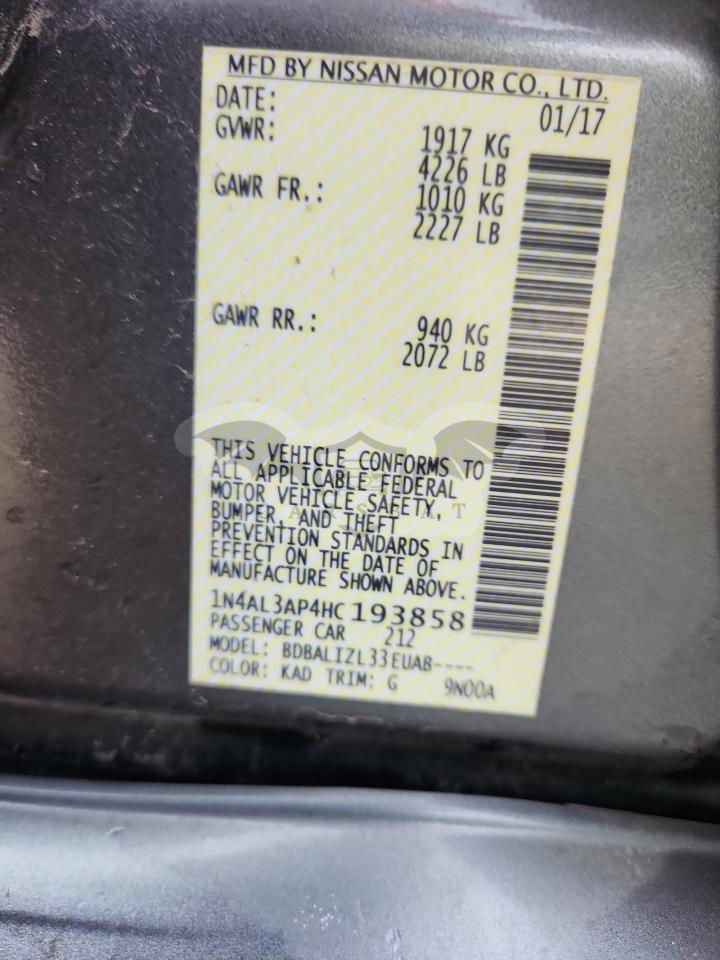 MFD BY NISSAN MOTOR CO., LTD.
DATE: 01/17
GVWR: 1917 KG
4226 LB
GAWR FR.: 1010 KG
2227 LB
GAWR RR.: 940 KG
2072 LB
THIS VEHICLE CONFORMS TO
ALL APPLICABLE FEDERAL
MOTOR VEHICLE SAFETY,
BUMPER, AND THEFT
PREVENTION STANDARDS IN
EFFECT ON THE DATE OF
MANUFACTURE SHOWN ABOVE.
1N4AL3AP4HC193858
PASSENGER CAR 212
MODEL: BDBALIZL33EUAB----
COLOR: KAD TRIM: G 9N00A